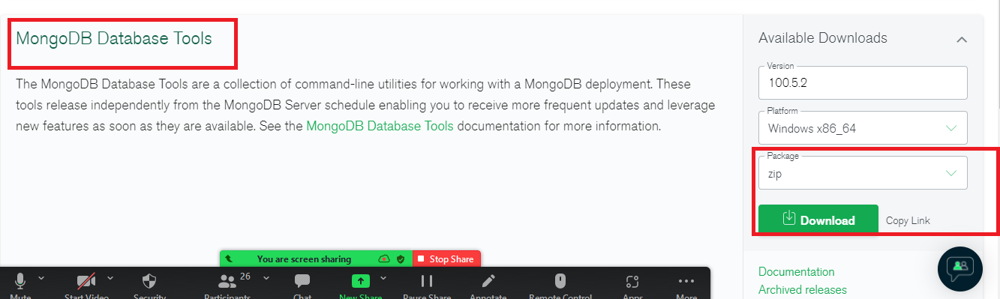 MongoDB Database Tools
The MongoDB Database Tools are a collection of command-line utilities for working with a MongoDB deployment. These
tools release independently from the MongoDB Server schedule enabling you to receive more frequent updates and leverage
new features as soon as they are available. See the MongoDB Database Tools documentation for more information.
Available Downloads
Version
100.5.2
Platform
Windows x86_64
Package
zip
Download
Copy Link
Documentation
Archived releases
You are screen sharing
Stop Share
26
Mute
Start Video
Security
Participants
Chat
New Share
Pause Share
Annotate
Remote Control
Apps
More